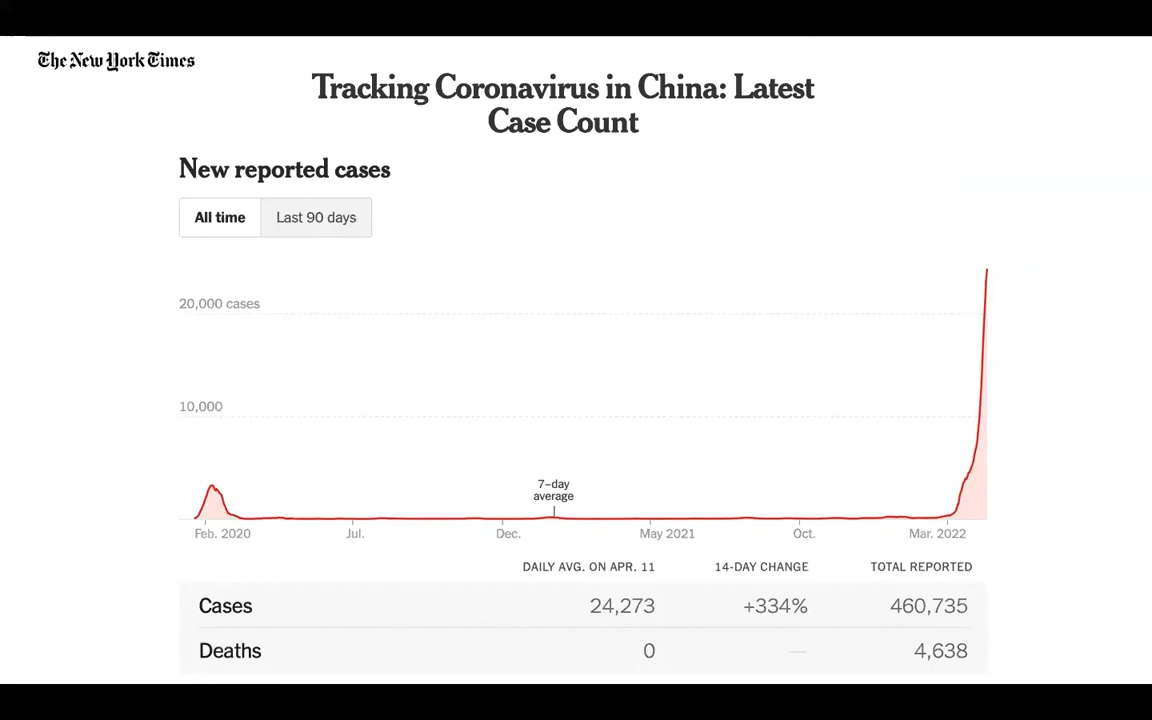 The New York Times
Tracking Coronavirus in China: Latest
Case Count
New reported cases
All time
Last 90 days
20,000 cases
10,000
7–day
average
Feb. 2020
Jul.
Dec.
May 2021
Oct.
Mar. 2022
DAILY AVG. ON APR. 11
14-DAY CHANGE
TOTAL REPORTED
Cases
24,273
+334%
460,735
Deaths
0
—
4,638